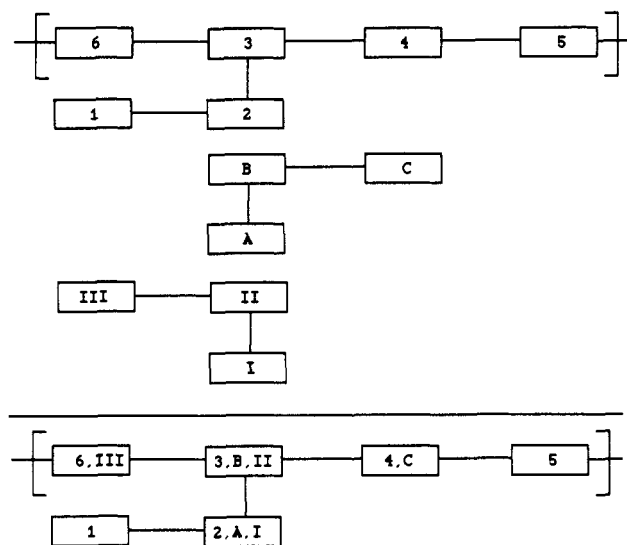 6 3 4 5
1 2
B C
A
III II
I
6,III 3,B,II 4,C 5
1 2,A,I